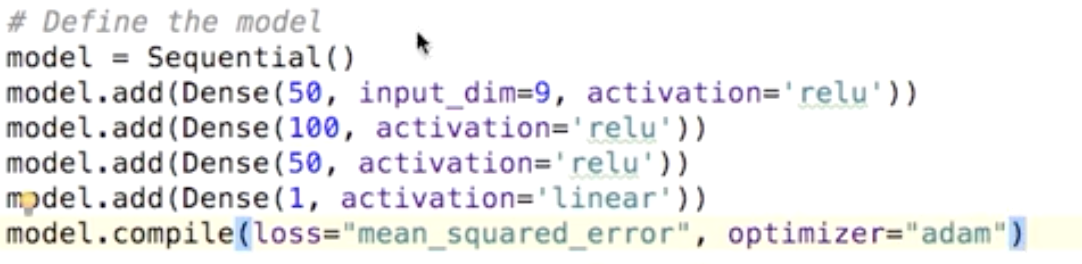 # Define the model
model = Sequential()
model.add(Dense(50, input_dim=9, activation='relu'))
model.add(Dense(100, activation='relu'))
model.add(Dense(50, activation='relu'))
model.add(Dense(1, activation='linear'))
model.compile(loss="mean_squared_error", optimizer="adam")